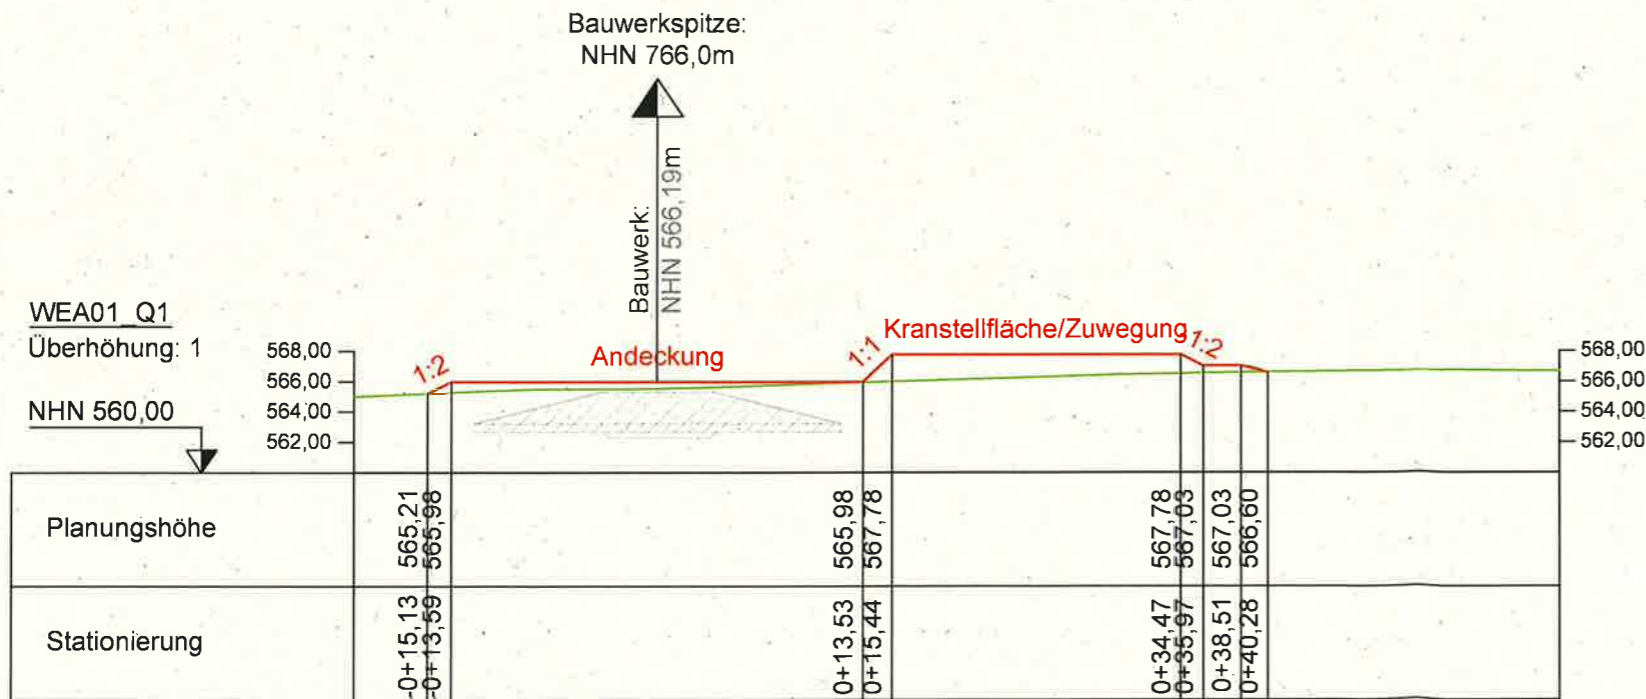 Bauwerkspitze:
NHN 766,0m
Bauwerk:
NHN 566,19m
WEA01_Q1
Überhöhung: 1
NHN 560,00
568,00
566,00
564,00
562,00
1:2
Andeckung
1:1
Kranstellfläche/Zuwegung
1:2
568,00
566,00
564,00
562,00
Planungshöhe
565,21
565,98
565,98
567,78
567,78
567,03
567,03
566,60
Stationierung
-0+15,13
-0+13,59
0+13,53
0+15,44
0+34,47
0+35,97
0+38,51
0+40,28